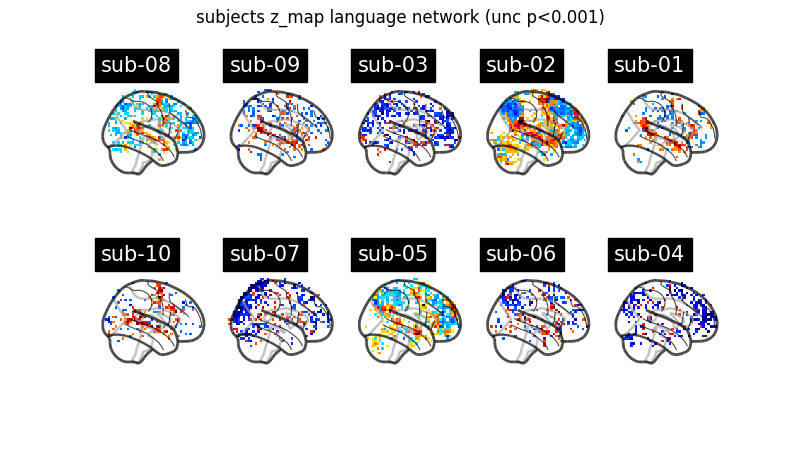 subjects z_map language network (unc p<0.001)
sub-08 sub-09 sub-03 sub-02 sub-01
sub-10 sub-07 sub-05 sub-06 sub-04